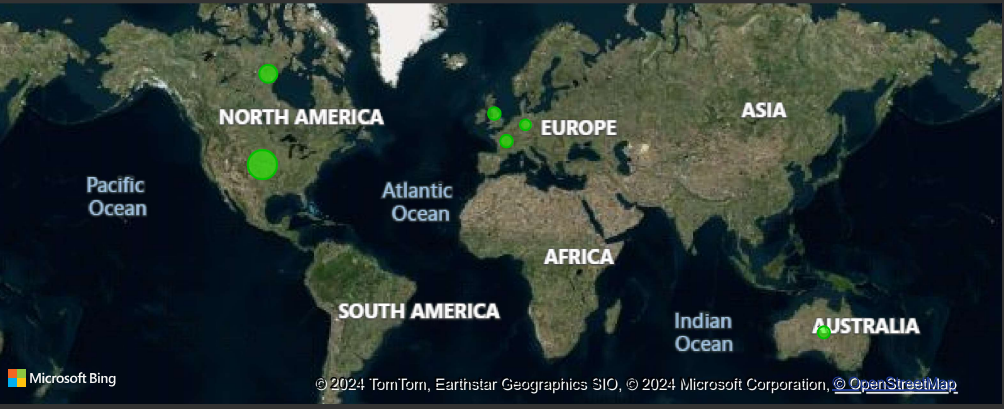 ASIA
NORTH AMERICA
EUROPE
Pacific
Ocean
Atlantic
Ocean
AFRICA
SOUTH AMERICA
Indian
Ocean
AUSTRALIA
Microsoft Bing
© 2024 TomTom, Earthstar Geographics SIO, © 2024 Microsoft Corporation, © OpenStreetMap